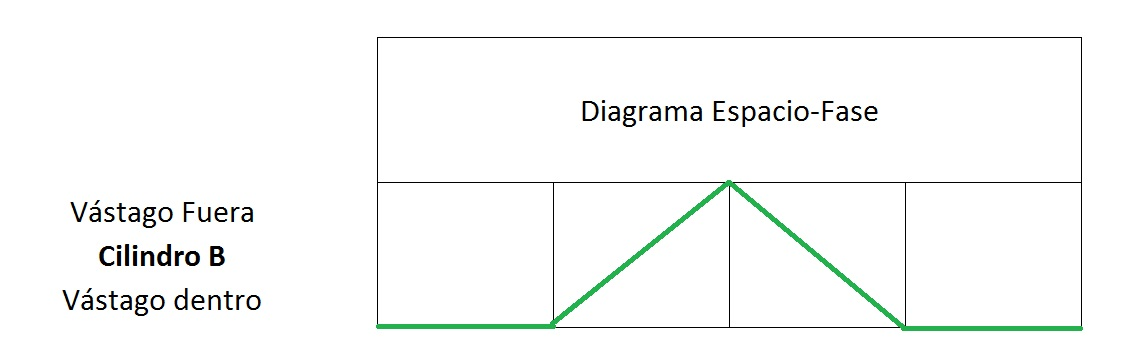 Diagrama Espacio-Fase
Vástago Fuera
Cilindro B
Vástago dentro